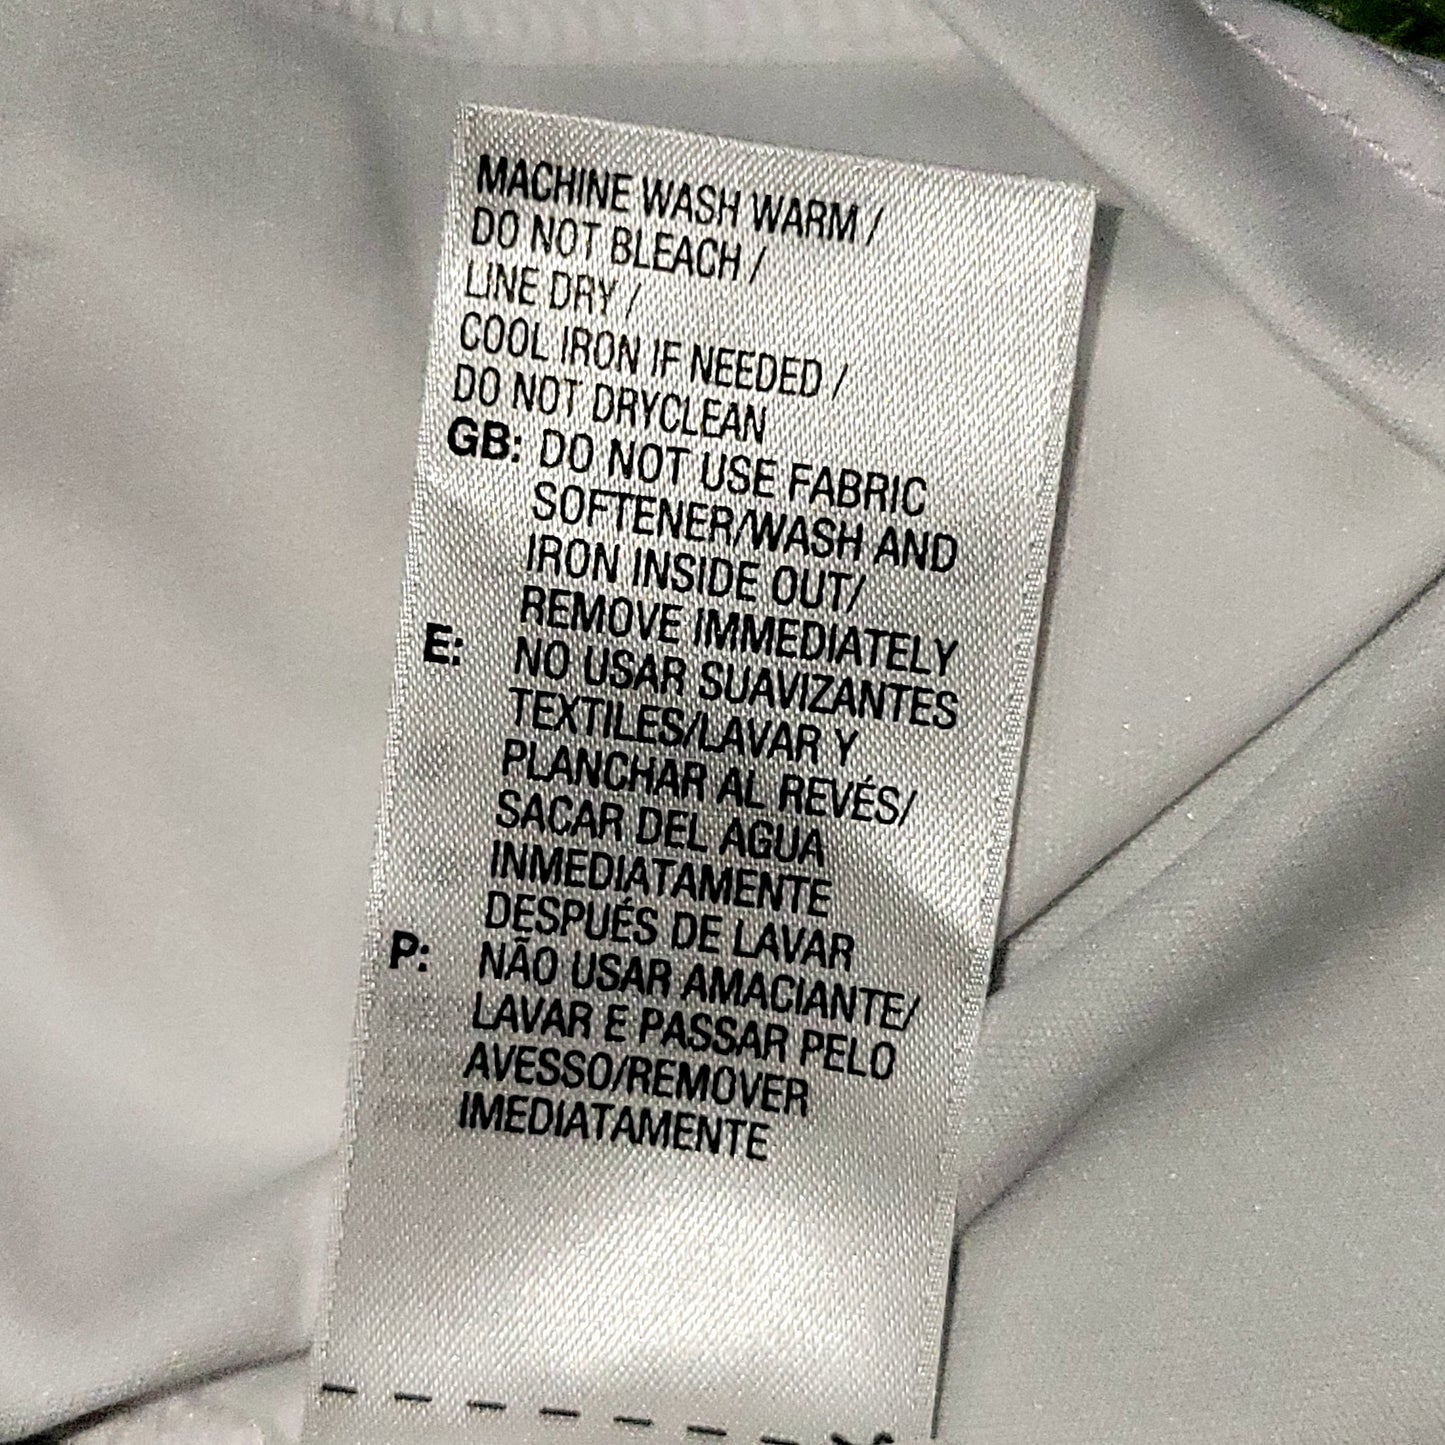 MACHINE WASH WARM /
DO NOT BLEACH /
LINE DRY /
COOL IRON IF NEEDED /
DO NOT DRYCLEAN
GB: DO NOT USE FABRIC
SOFTENER/WASH AND
IRON INSIDE OUT/
REMOVE IMMEDIATELY
E: NO USAR SUAVIZANTES
TEXTILES/LAVAR Y
PLANCHAR AL REVÉS/
SACAR DEL AGUA
INMEDIATAMENTE
DESPUÉS DE LAVAR
P: NÃO USAR AMACIANTE/
LAVAR E PASSAR PELO
AVESSO/REMOVER
IMEDIATAMENTE